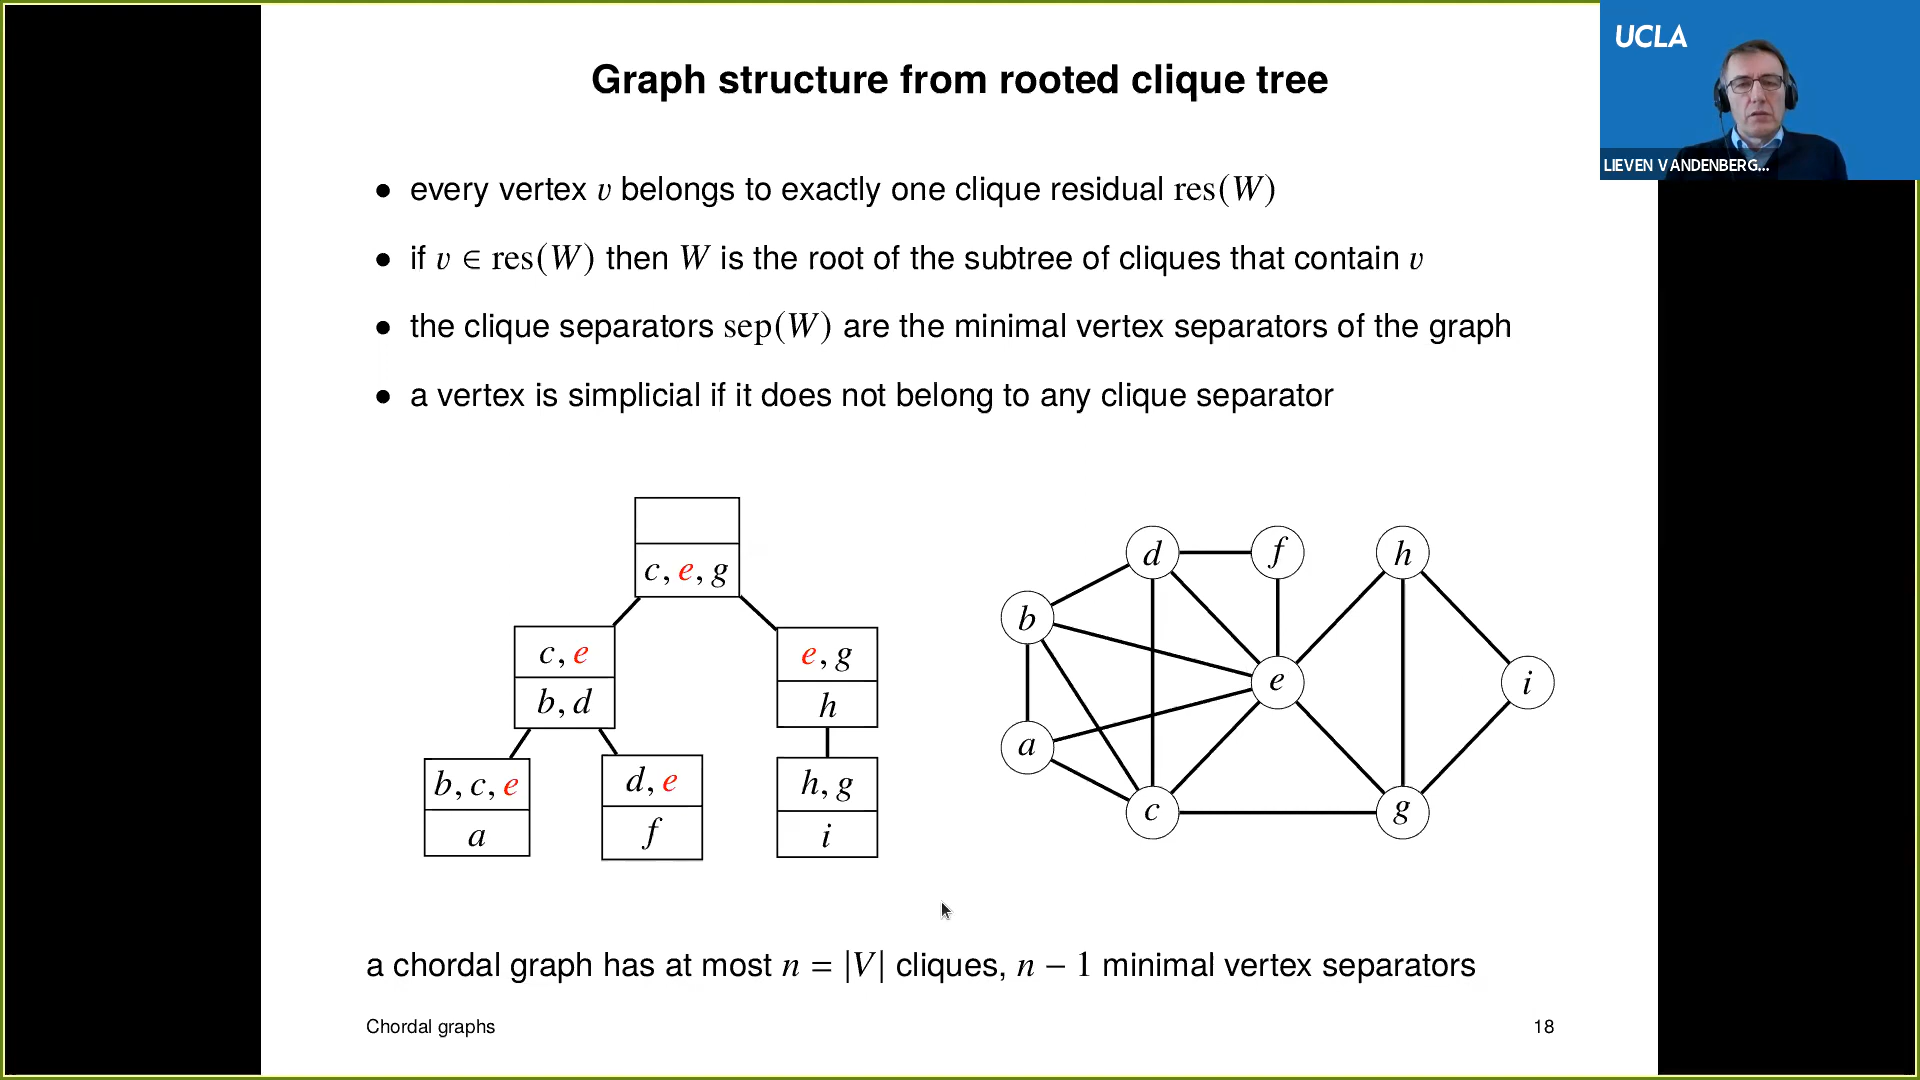 Graph structure from rooted clique tree
UCLA
LIEVEN VANDENBERG...
• every vertex v belongs to exactly one clique residual res(W)
• if v ∈ res(W) then W is the root of the subtree of cliques that contain v
• the clique separators sep(W) are the minimal vertex separators of the graph
• a vertex is simplicial if it does not belong to any clique separator
c, e, g
c, e
b, d
e, g
h
b, c, e
a
d, e
f
h, g
i
d
f
h
b
e
i
a
c
g
a chordal graph has at most n = |V| cliques, n − 1 minimal vertex separators
Chordal graphs
18